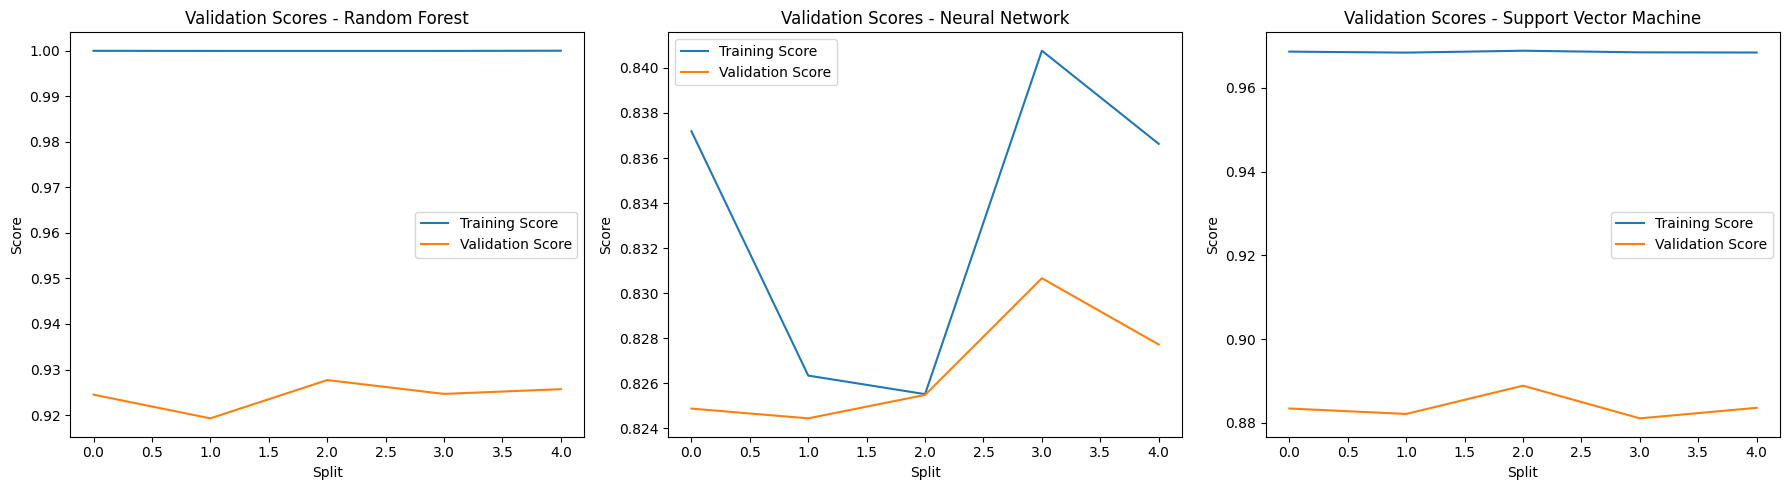 Validation Scores - Random Forest
Score
1.00
0.99
0.98
0.97
0.96
0.95
0.94
0.93
0.92
Training Score
Validation Score
0.0 0.5 1.0 1.5 2.0 2.5 3.0 3.5 4.0
Split
Validation Scores - Neural Network
Score
0.840
0.838
0.836
0.834
0.832
0.830
0.828
0.826
0.824
Training Score
Validation Score
0.0 0.5 1.0 1.5 2.0 2.5 3.0 3.5 4.0
Split
Validation Scores - Support Vector Machine
Score
0.96
0.94
0.92
0.90
0.88
Training Score
Validation Score
0.0 0.5 1.0 1.5 2.0 2.5 3.0 3.5 4.0
Split